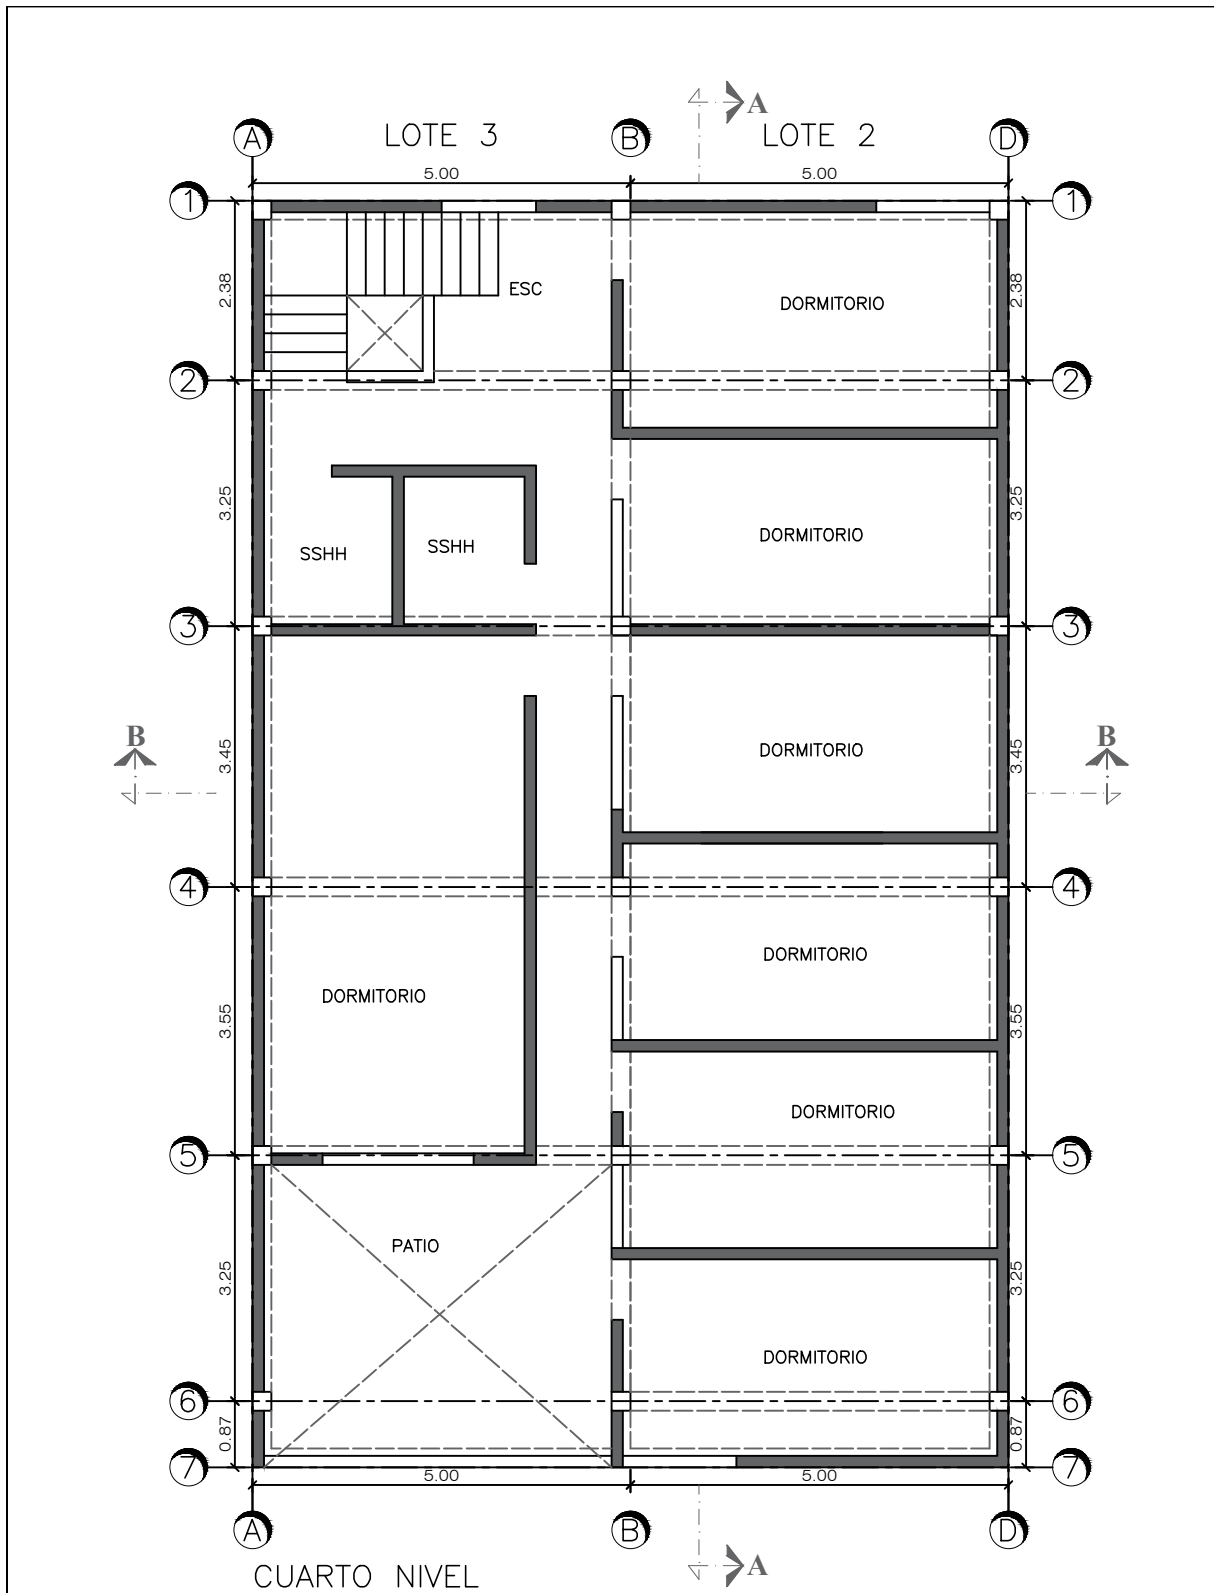 A
LOTE 3
LOTE 2
A B D
5.00 5.00
1 1
2.38 2.38
ESC
DORMITORIO
2 2
3.25 3.25
DORMITORIO
SSHH SSHH
3 3
B B
3.45 3.45
DORMITORIO
4 4
DORMITORIO
DORMITORIO
3.55 3.55
DORMITORIO
5 5
PATIO
3.25 3.25
DORMITORIO
6 6
0.87 0.87
7 7
5.00 5.00
A B D
A
CUARTO NIVEL